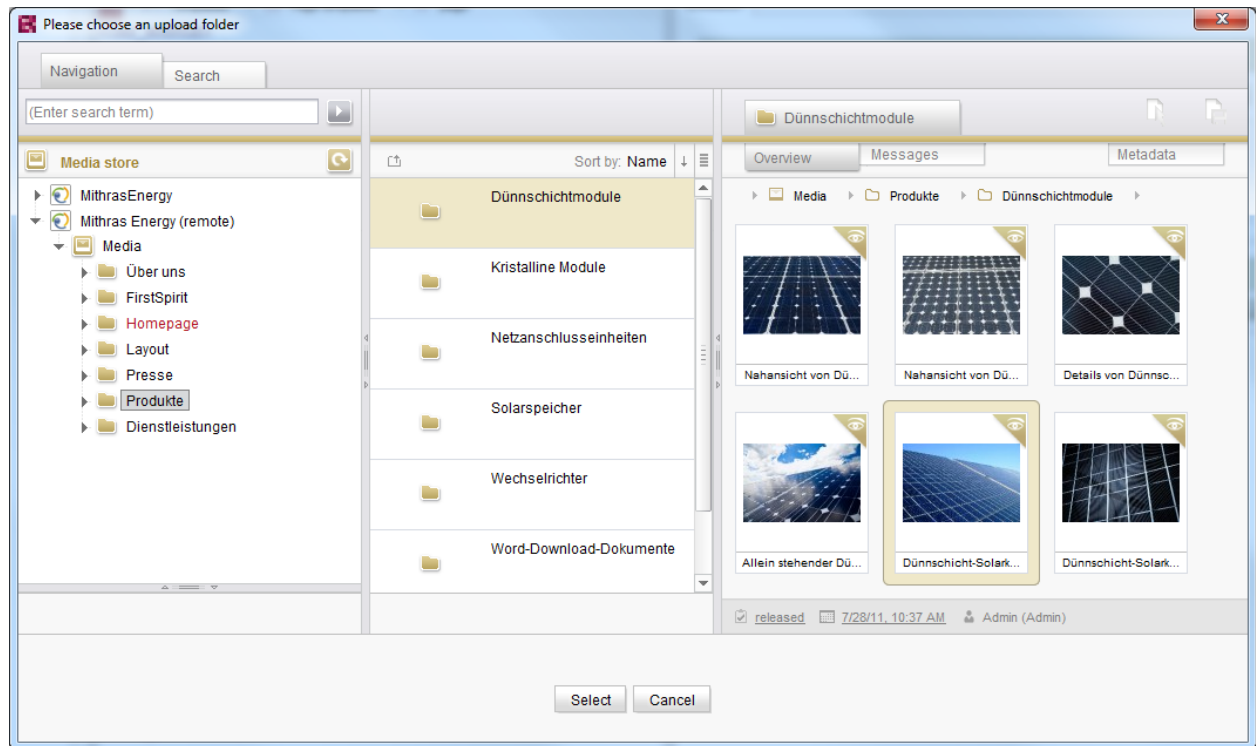 Please choose an upload folder
Navigation
Search
(Enter search term)
Media store
MithrasEnergy
Mithras Energy (remote)
Media
Über uns
FirstSpirit
Homepage
Layout
Presse
Produkte
Dienstleistungen
Sort by: Name
Dünnschichtmodule
Kristalline Module
Netzanschlusseinheiten
Solarspeicher
Wechselrichter
Word-Download-Dokumente
Dünnschichtmodule
Overview
Messages
Metadata
Media Produkte Dünnschichtmodule
Nahansicht von Dü...
Nahansicht von Dü...
Details von Dünnsc...
Allein stehender Dü...
Dünnschicht-Solark...
Dünnschicht-Solark...
released 7/28/11, 10:37 AM Admin (Admin)
Select
Cancel